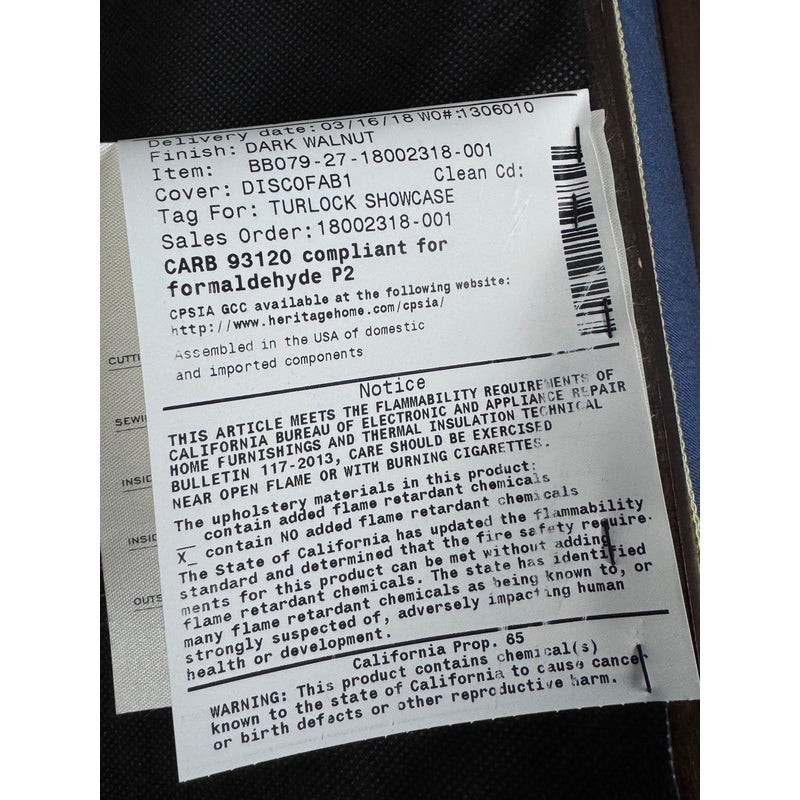 Delivery date: 03/16/18 WO#:1306010
Finish: DARK WALNUT
Item: BB079-27-18002318-001
Cover: DISCOFAB1 Clean Cd:
Tag For: TURLOCK SHOWCASE
Sales Order:18002318-001
CARB 93120 compliant for
formaldehyde P2
CPSIA GCC available at the following website:
http://www.heritagehome.com/cpsia/
Assembled in the USA of domestic
and imported components
Notice
THIS ARTICLE MEETS THE FLAMMABILITY REQUIREMENTS OF
CALIFORNIA BUREAU OF ELECTRONIC AND APPLIANCE REPAIR
HOME FURNISHINGS AND THERMAL INSULATION TECHNICAL
BULLETIN 117-2013, CARE SHOULD BE EXERCISED
NEAR OPEN FLAME OR WITH BURNING CIGARETTES.
The upholstery materials in this product:
__ contain added flame retardant chemicals
X_ contain NO added flame retardant chemicals
The State of California has updated the flammability
standard and determined that the fire safety require-
ments for this product can be met without adding
flame retardant chemicals. The state has identified
many flame retardant chemicals as being known to, or
strongly suspected of, adversely impacting human
health or development.
California Prop. 65
WARNING: This product contains chemical(s)
known to the state of California to cause cancer
or birth defects or other reproductive harm.
CUTTI
SEWI
INSID
INSID
OUTS